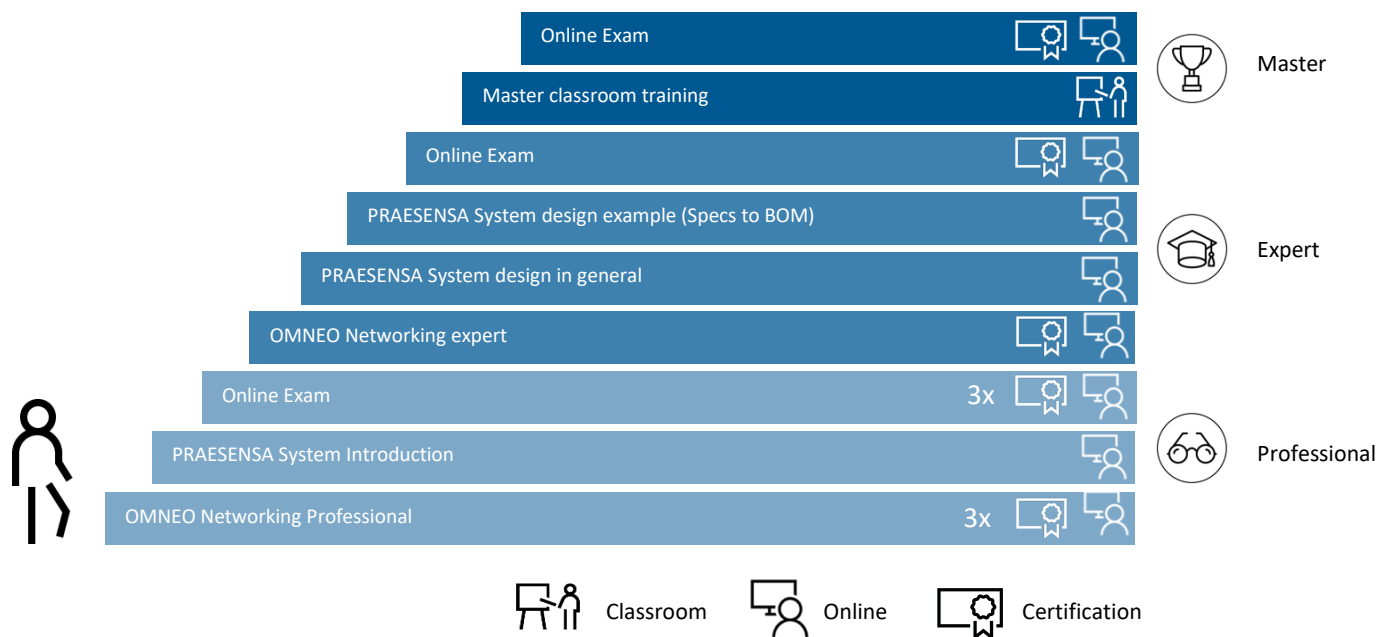 Online Exam
Master
Master classroom training
Online Exam
PRAESENSA System design example (Specs to BOM)
Expert
PRAESENSA System design in general
OMNEO Networking expert
Online Exam 3x
PRAESENSA System Introduction
Professional
OMNEO Networking Professional 3x
Classroom Online Certification